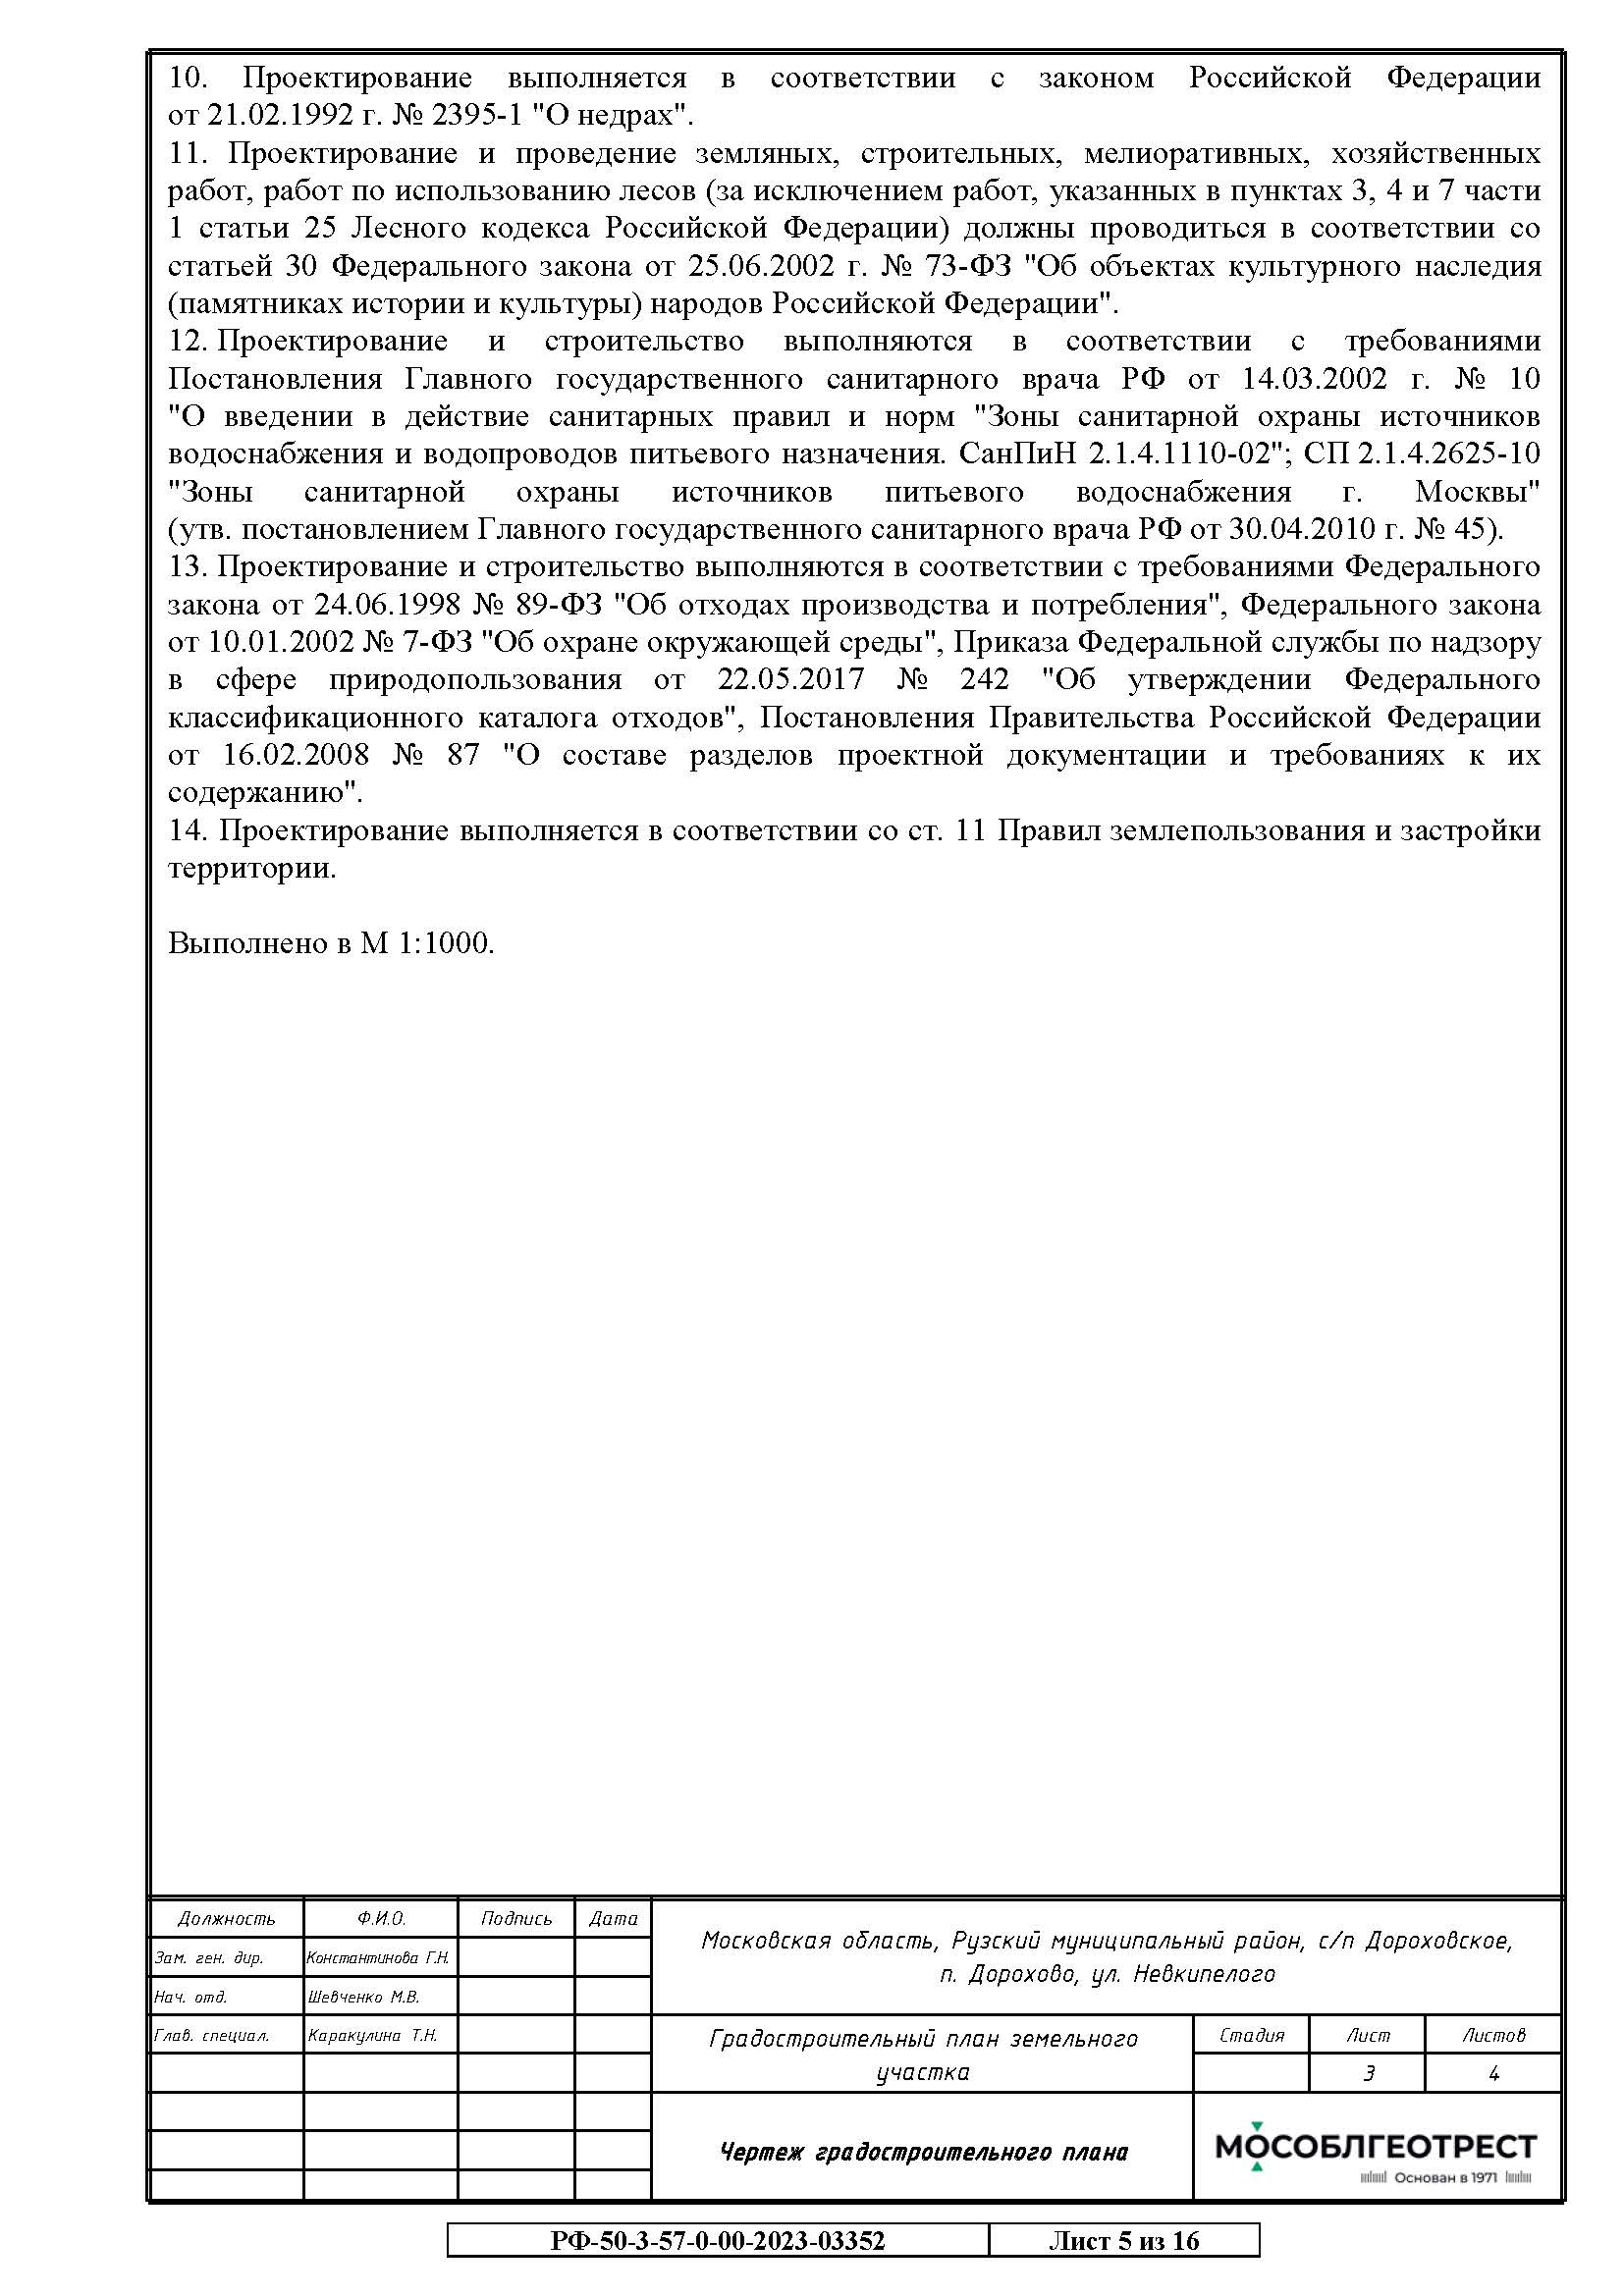 10. Проектирование выполняется в соответствии с законом Российской Федерации
от 21.02.1992 г. № 2395-1 "О недрах".
11. Проектирование и проведение земляных, строительных, мелиоративных, хозяйственных
работ, работ по использованию лесов (за исключением работ, указанных в пунктах 3, 4 и 7 части
1 статьи 25 Лесного кодекса Российской Федерации) должны проводиться в соответствии со
статьей 30 Федерального закона от 25.06.2002 г. № 73-ФЗ "Об объектах культурного наследия
(памятниках истории и культуры) народов Российской Федерации".
12. Проектирование и строительство выполняются в соответствии с требованиями
Постановления Главного государственного санитарного врача РФ от 14.03.2002 г. № 10
"О введении в действие санитарных правил и норм "Зоны санитарной охраны источников
водоснабжения и водопроводов питьевого назначения. СанПиН 2.1.4.1110-02"; СП 2.1.4.2625-10
"Зоны санитарной охраны источников питьевого водоснабжения г. Москвы"
(утв. постановлением Главного государственного санитарного врача РФ от 30.04.2010 г. № 45).
13. Проектирование и строительство выполняются в соответствии с требованиями Федерального
закона от 24.06.1998 № 89-ФЗ "Об отходах производства и потребления", Федерального закона
от 10.01.2002 № 7-ФЗ "Об охране окружающей среды", Приказа Федеральной службы по надзору
в сфере природопользования от 22.05.2017 № 242 "Об утверждении Федерального
классификационного каталога отходов", Постановления Правительства Российской Федерации
от 16.02.2008 № 87 "О составе разделов проектной документации и требованиях к их
содержанию".
14. Проектирование выполняется в соответствии со ст. 11 Правил землепользования и застройки
территории.
Выполнено в М 1:1000.
Должность Ф.И.О. Подпись Дата
Зам. ген. дир. Константинова Г.Н.
Нач. отд. Шевченко М.В.
Глав. специал. Каракулина Т.Н.
Московская область, Рузский муниципальный район, с/п Дороховское,
п. Дорохово, ул. Невкипелого
Градостроительный план земельного
участка
Стадия Лист Листов
3 4
Чертеж градостроительного плана
МОСОБЛГЕОТРЕСТ
Основан в 1971
РФ-50-3-57-0-00-2023-03352 Лист 5 из 16